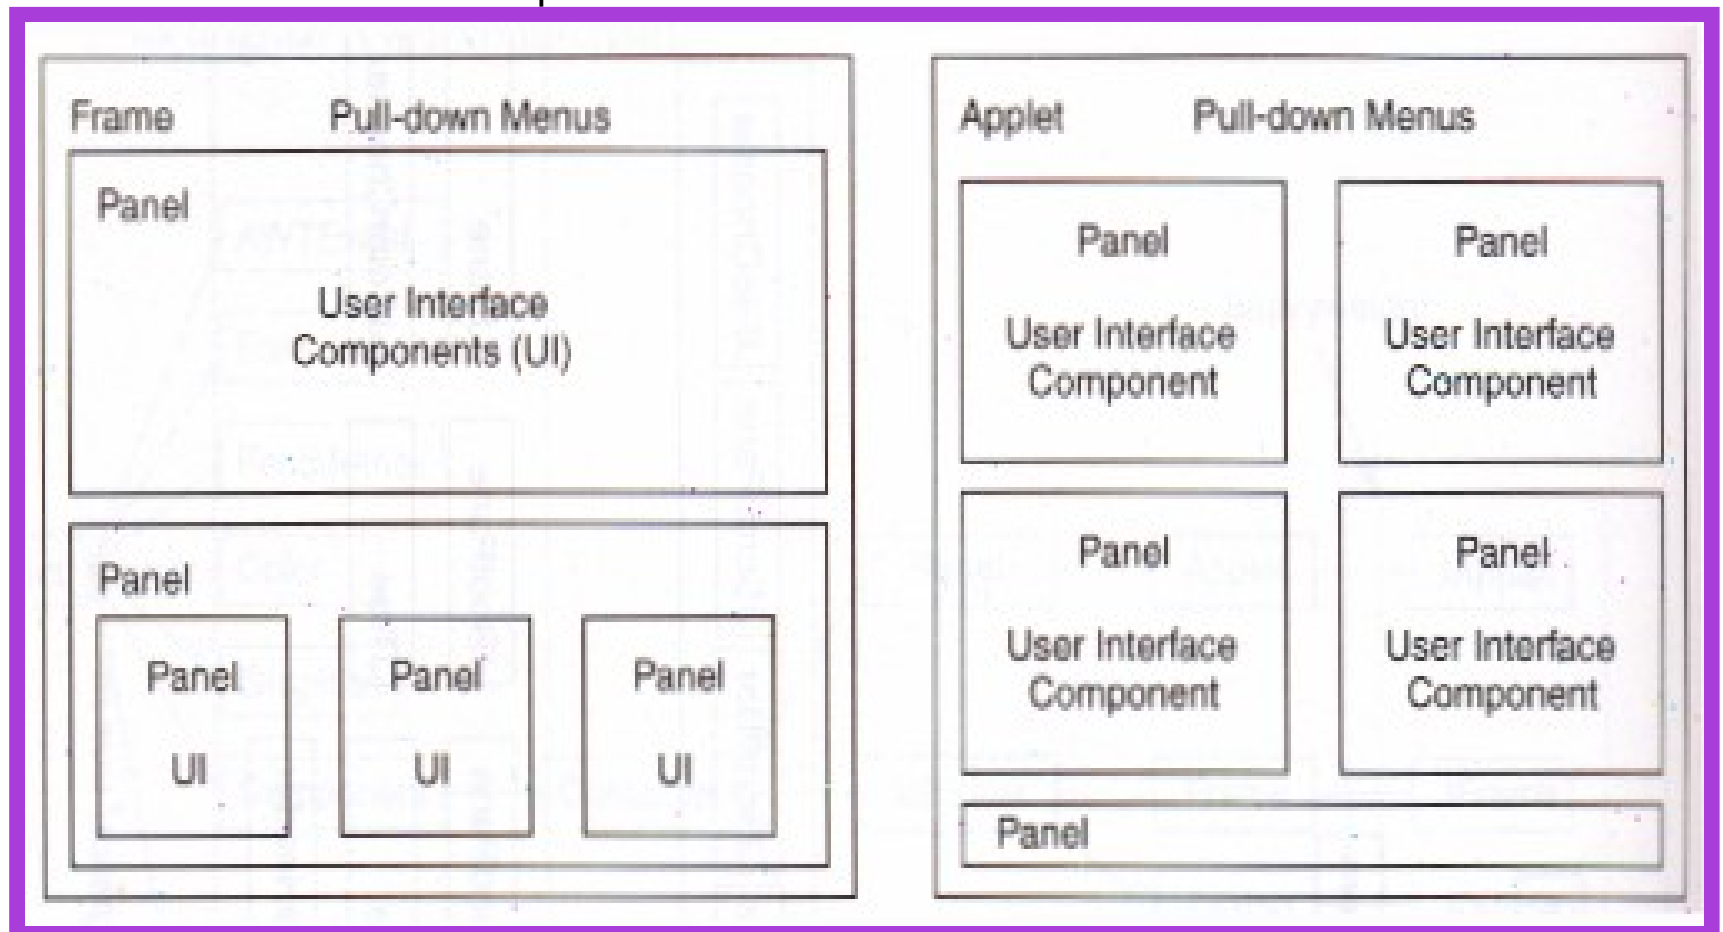 Frame Pull-down Menus
Panel
User Interface
Components (UI)
Panel
Panel Panel Panel
UI UI UI
Applet Pull-down Menus
Panel Panel
User Interface User Interface
Component Component
Panel Panel
User Interface User Interface
Component Component
Panel